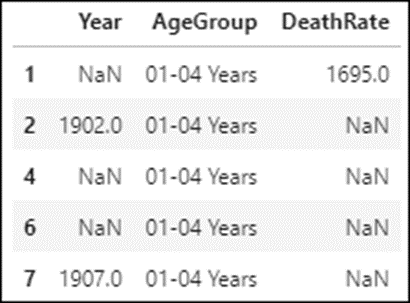 Year AgeGroup DeathRate
1 NaN 01-04 Years 1695.0
2 1902.0 01-04 Years NaN
4 NaN 01-04 Years NaN
6 NaN 01-04 Years NaN
7 1907.0 01-04 Years NaN